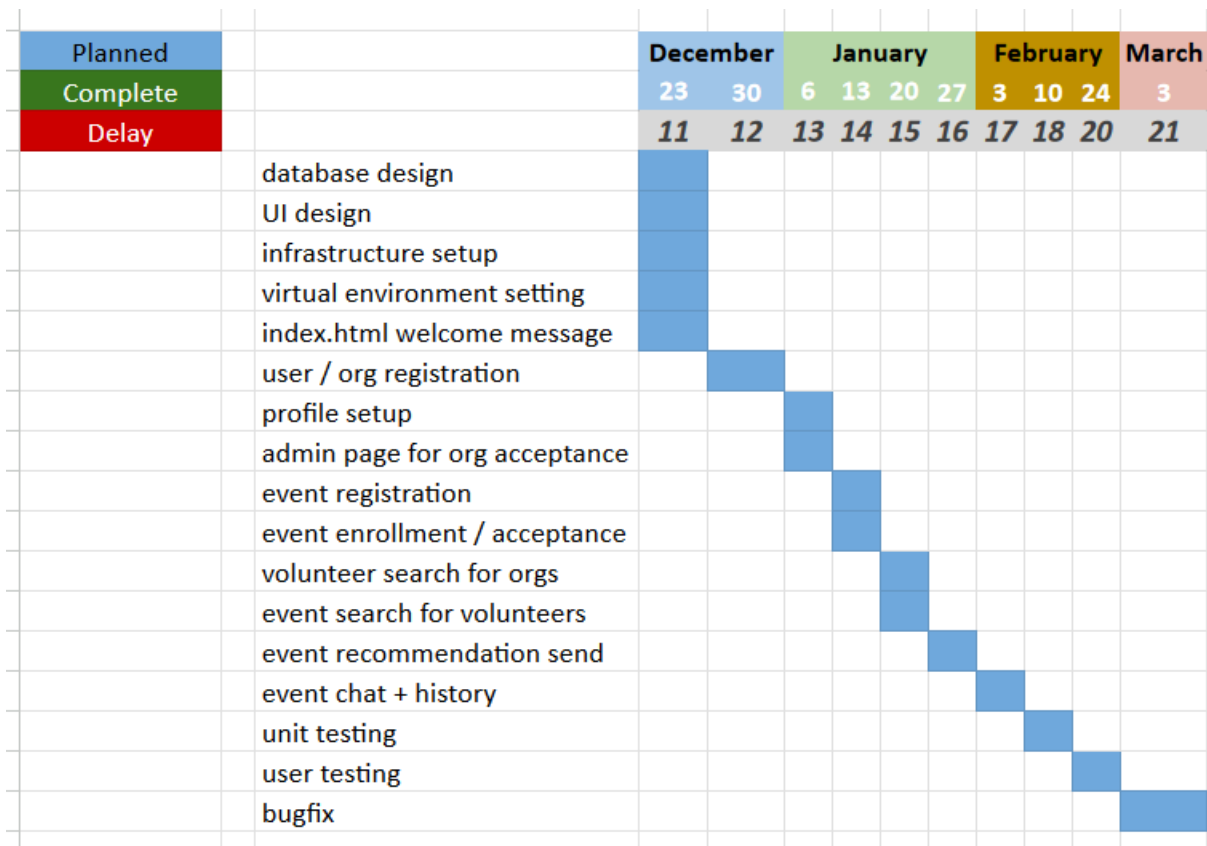 Planned December January February March
Complete 23 30 6 13 20 27 3 10 24 3
Delay 11 12 13 14 15 16 17 18 20 21
database design
UI design
infrastructure setup
virtual environment setting
index.html welcome message
user / org registration
profile setup
admin page for org acceptance
event registration
event enrollment / acceptance
volunteer search for orgs
event search for volunteers
event recommendation send
event chat + history
unit testing
user testing
bugfix